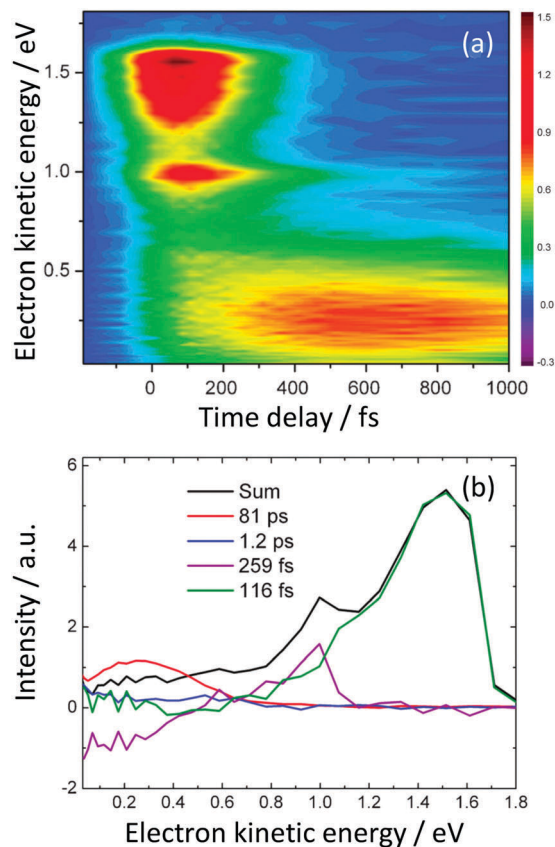 (a)
Electron kinetic energy / eV
1.5
1.0
0.5
0 200 400 600 800 1000
Time delay / fs
1.5
1.2
0.9
0.6
0.3
0.0
-0.3
(b)
Sum
81 ps
1.2 ps
259 fs
116 fs
Intensity / a.u.
6
4
2
0
-2
0.2 0.4 0.6 0.8 1.0 1.2 1.4 1.6 1.8
Electron kinetic energy / eV